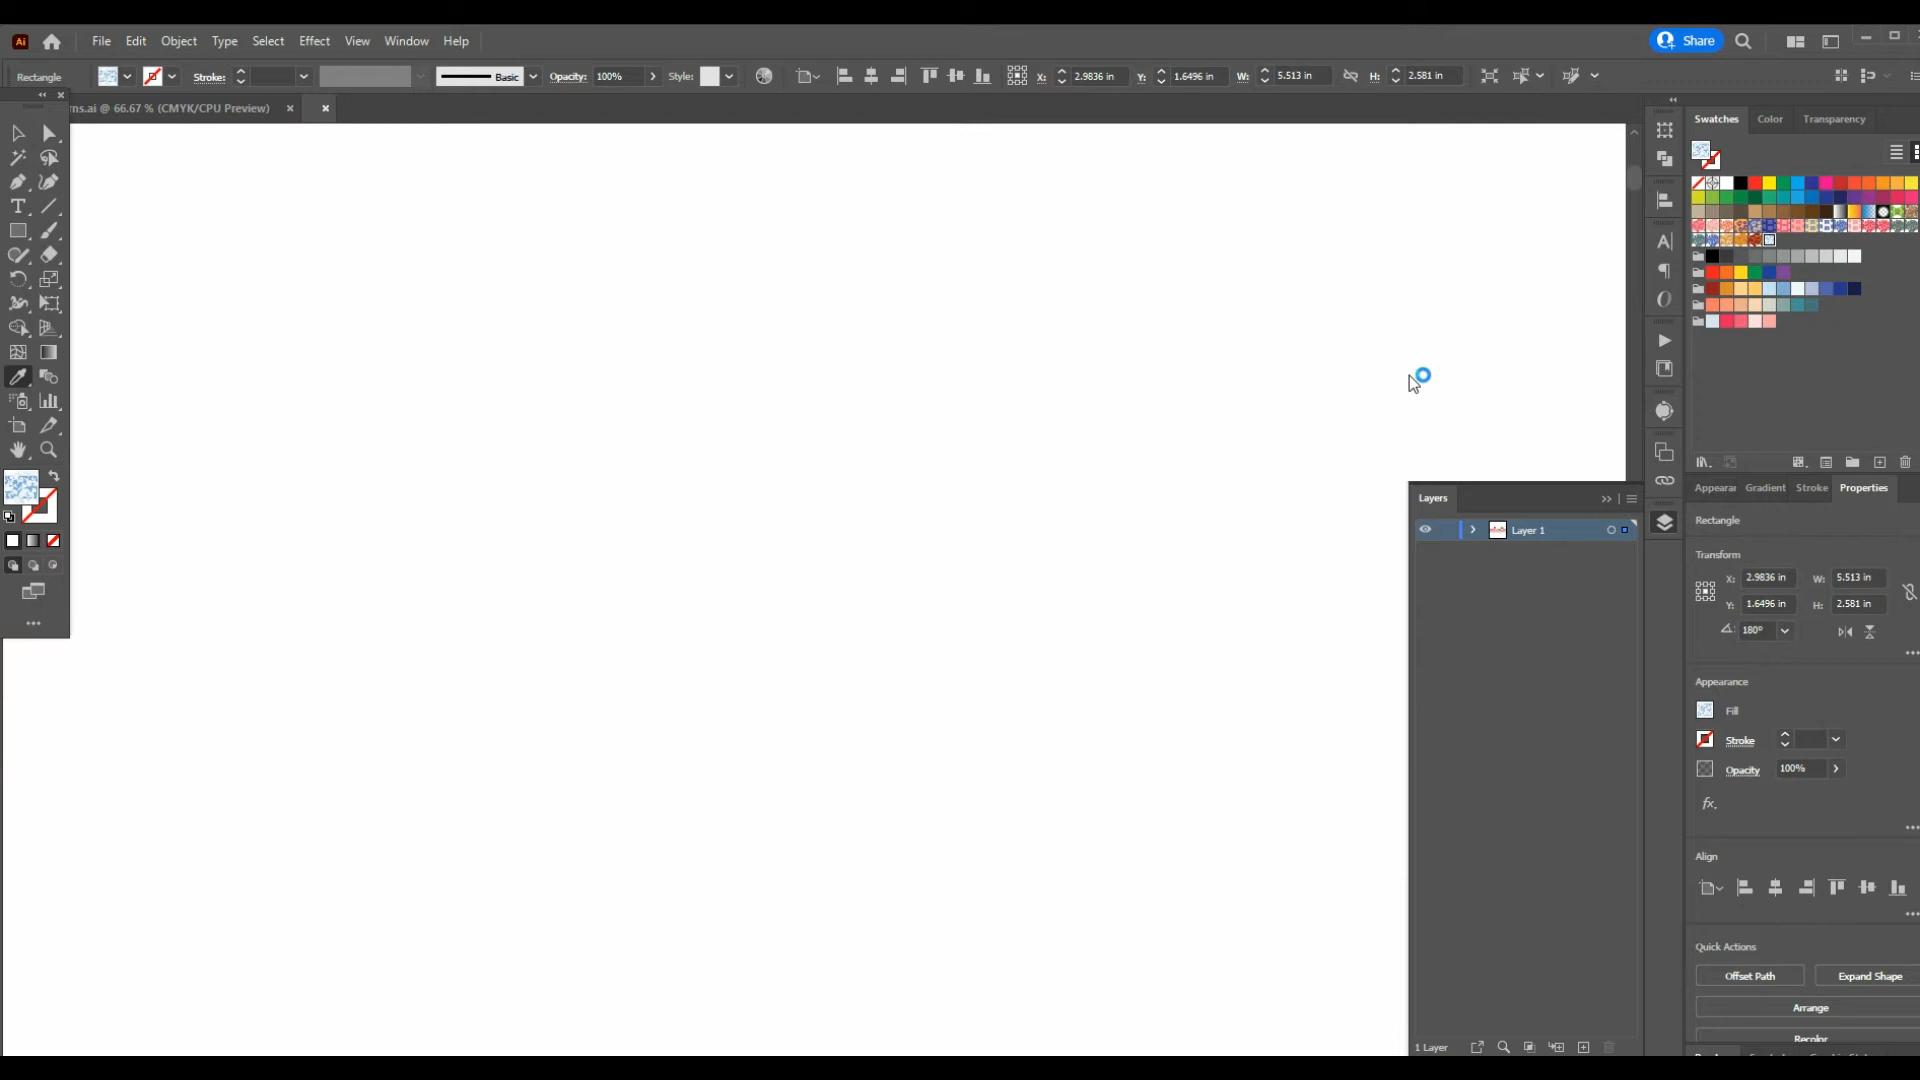 Ai File Edit Object Type Select Effect View Window Help Share
Rectangle Stroke: Basic Opacity: 100% Style: X: 2.9836 in Y: 1.6496 in W: 5.513 in H: 2.581 in
ms.ai @ 66.67 % (CMYK/CPU Preview)
Swatches Color Transparency
Appear Gradient Stroke Properties
Layers
Layer 1
Rectangle
Transform
X: 2.9836 in W: 5.513 in
Y: 1.6496 in H: 2.581 in
180°
Appearance
Fill
Stroke
Opacity 100%
fx.
Align
Quick Actions
Offset Path Expand Shape
Arrange
Recolor
1 Layer